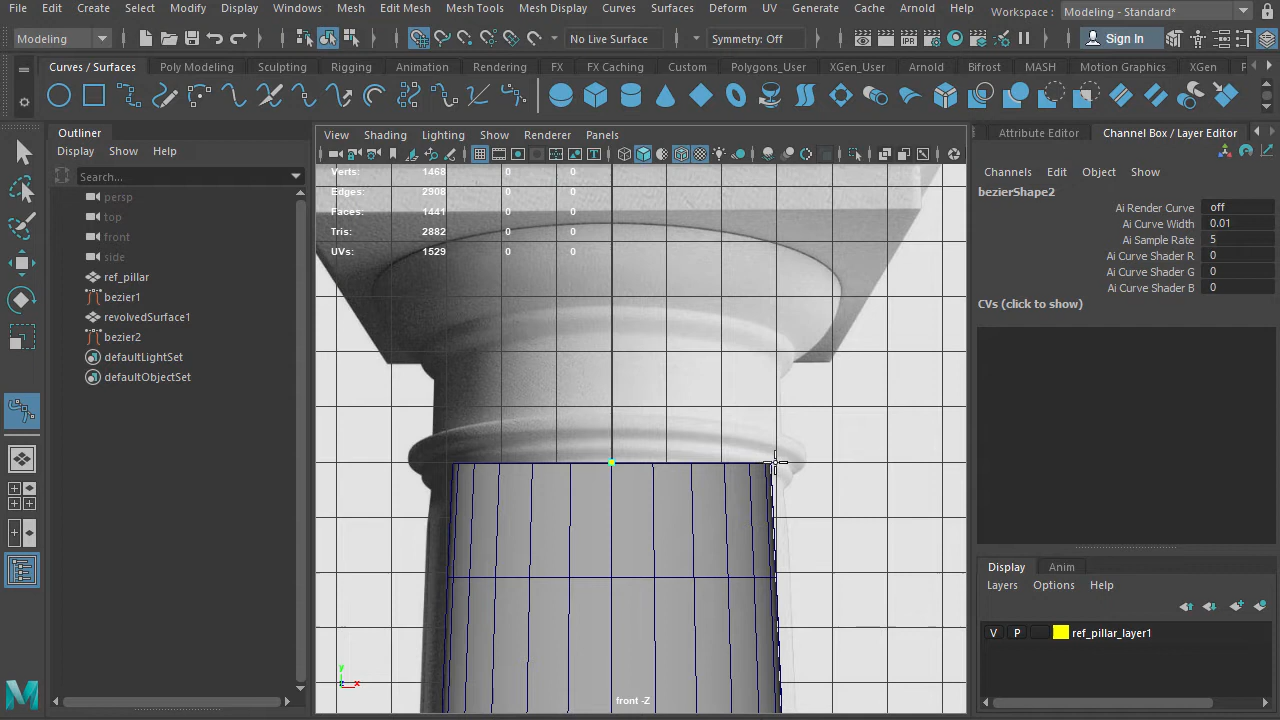 File Edit Create Select Modify Display Windows Mesh Edit Mesh Mesh Tools Mesh Display Curves Surfaces Deform UV Generate Cache Arnold Help Workspace : Modeling - Standard*
Modeling No Live Surface Symmetry: Off IPR Sign In
Curves / Surfaces Poly Modeling Sculpting Rigging Animation Rendering FX FX Caching Custom Polygons_User XGen_User Arnold Bifrost MASH Motion Graphics XGen
Outliner
Display Show Help
Search...
persp
top
front
side
ref_pillar
bezier1
revolvedSurface1
bezier2
defaultLightSet
defaultObjectSet
View Shading Lighting Show Renderer Panels
Verts: 1468 0 0
Edges: 2908 0 0
Faces: 1441 0 0
Tris: 2882 0 0
UVs: 1529 0 0
y
z x
front -Z
Attribute Editor Channel Box / Layer Editor
Channels Edit Object Show
bezierShape2
Ai Render Curve off
Ai Curve Width 0.01
Ai Sample Rate 5
Ai Curve Shader R 0
Ai Curve Shader G 0
Ai Curve Shader B 0
CVs (click to show)
Display Anim
Layers Options Help
V P ref_pillar_layer1